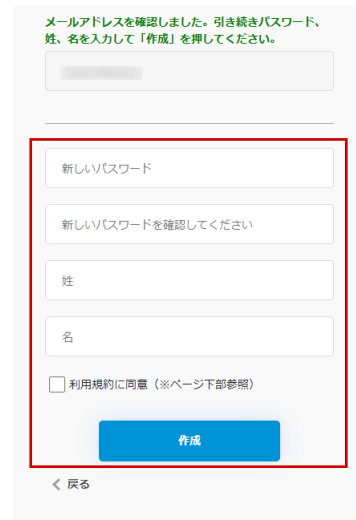 メールアドレスを確認しました。引き続きパスワード、
姓、名を入力して「作成」を押してください。
新しいパスワード
新しいパスワードを確認してください
姓
名
利用規約に同意（※ページ下部参照）
作成
戻る